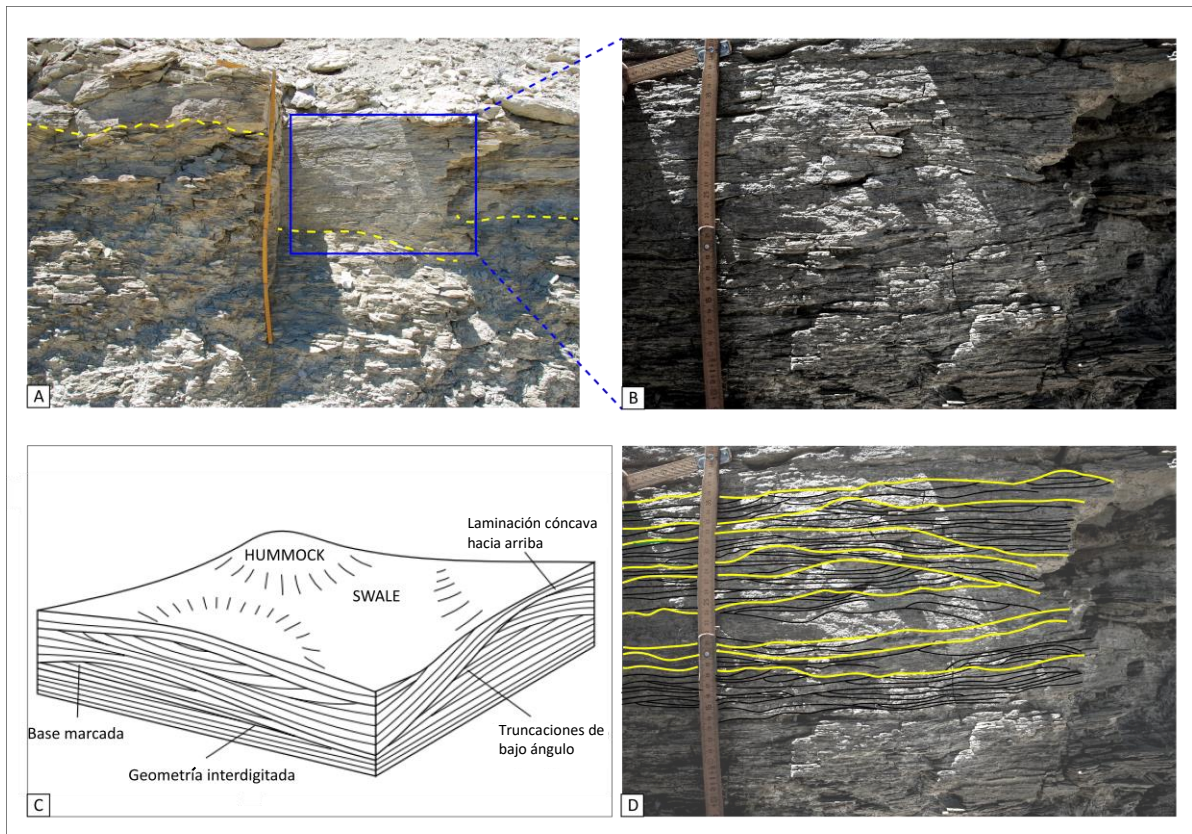 A
B
HUMMOCK
SWALE
Laminación cóncava
hacia arriba
Base marcada
Geometría interdigitada
Truncaciones de
bajo ángulo
C
D